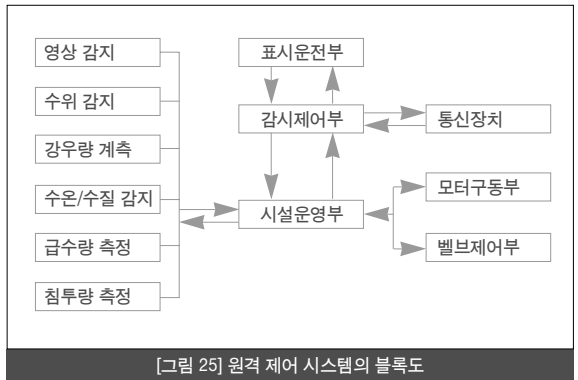 영상 감지
수위 감지
강우량 계측
수온/수질 감지
급수량 측정
침투량 측정
표시운전부
감시제어부
시설운영부
통신장치
모터구동부
벨브제어부
[그림 25] 원격 제어 시스템의 블록도